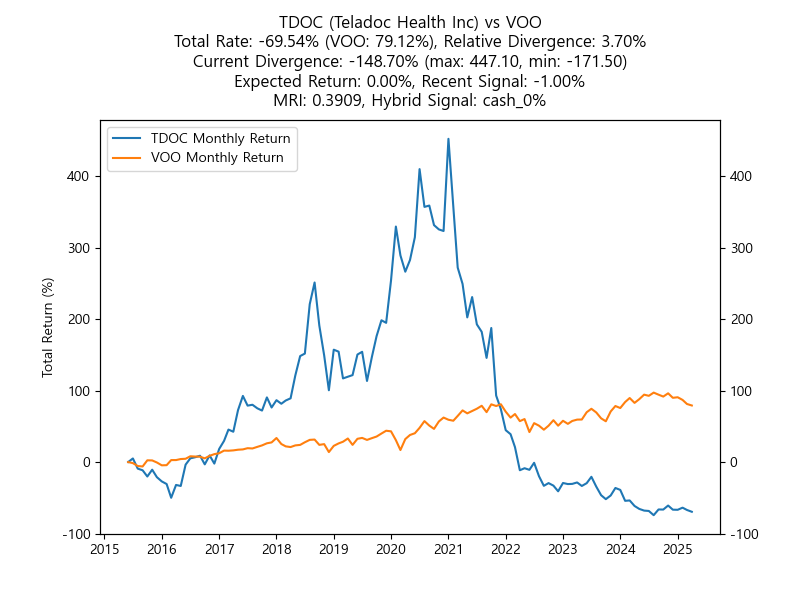 TDOC (Teladoc Health Inc) vs VOO
Total Rate: -69.54% (VOO: 79.12%), Relative Divergence: 3.70%
Current Divergence: -148.70% (max: 447.10, min: -171.50)
Expected Return: 0.00%, Recent Signal: -1.00%
MRI: 0.3909, Hybrid Signal: cash_0%
TDOC Monthly Return
VOO Monthly Return
Total Return (%)
400
300
200
100
0
-100
400
300
200
100
0
-100
2015 2016 2017 2018 2019 2020 2021 2022 2023 2024 2025